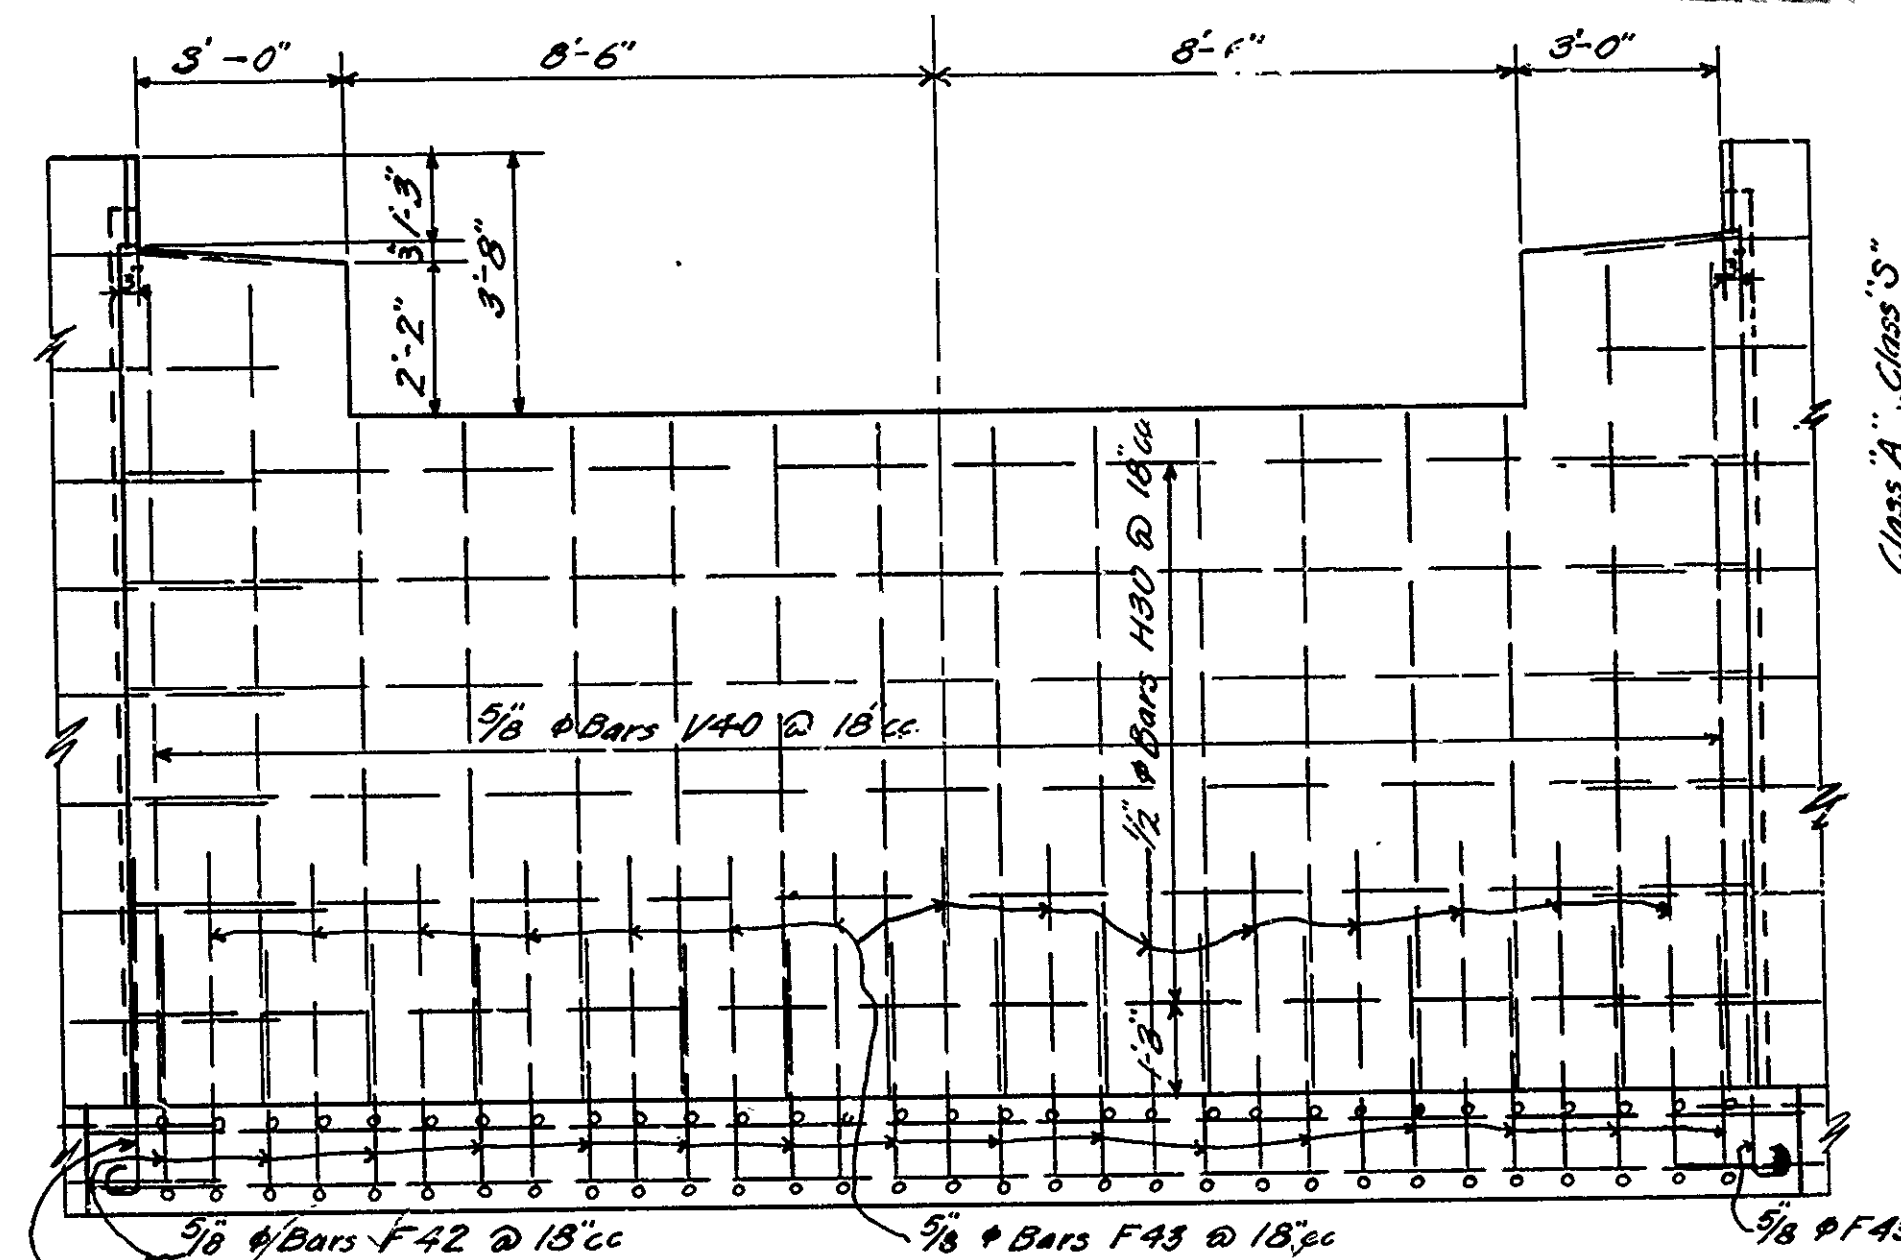 3'-0"
8'-6"
8'-
3'-0"
1'-3"
3"
2'-2"
3'-8"
3"
3"
Class "A" Class "S"
1/2" φ Bars H30 @ 18"cc
5/8" φ Bars V40 @ 18"cc.
1'-3"
5/8" φ Bars F42 @ 18"cc
5/8" φ Bars F43 @ 18"cc
5/8" φ F43